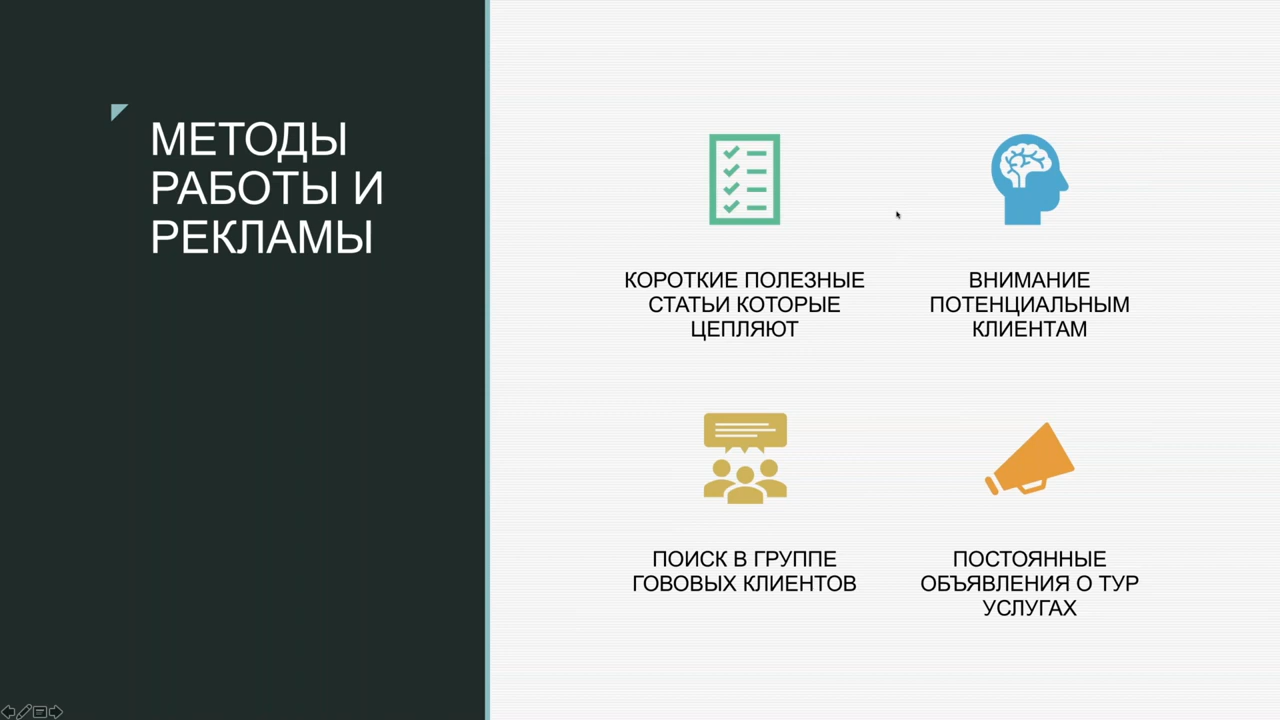 МЕТОДЫ
РАБОТЫ И
РЕКЛАМЫ
КОРОТКИЕ ПОЛЕЗНЫЕ
СТАТЬИ КОТОРЫЕ
ЦЕПЛЯЮТ
ВНИМАНИЕ
ПОТЕНЦИАЛЬНЫМ
КЛИЕНТАМ
ПОИСК В ГРУППЕ
ГОВОВЫХ КЛИЕНТОВ
ПОСТОЯННЫЕ
ОБЪЯВЛЕНИЯ О ТУР
УСЛУГАХ